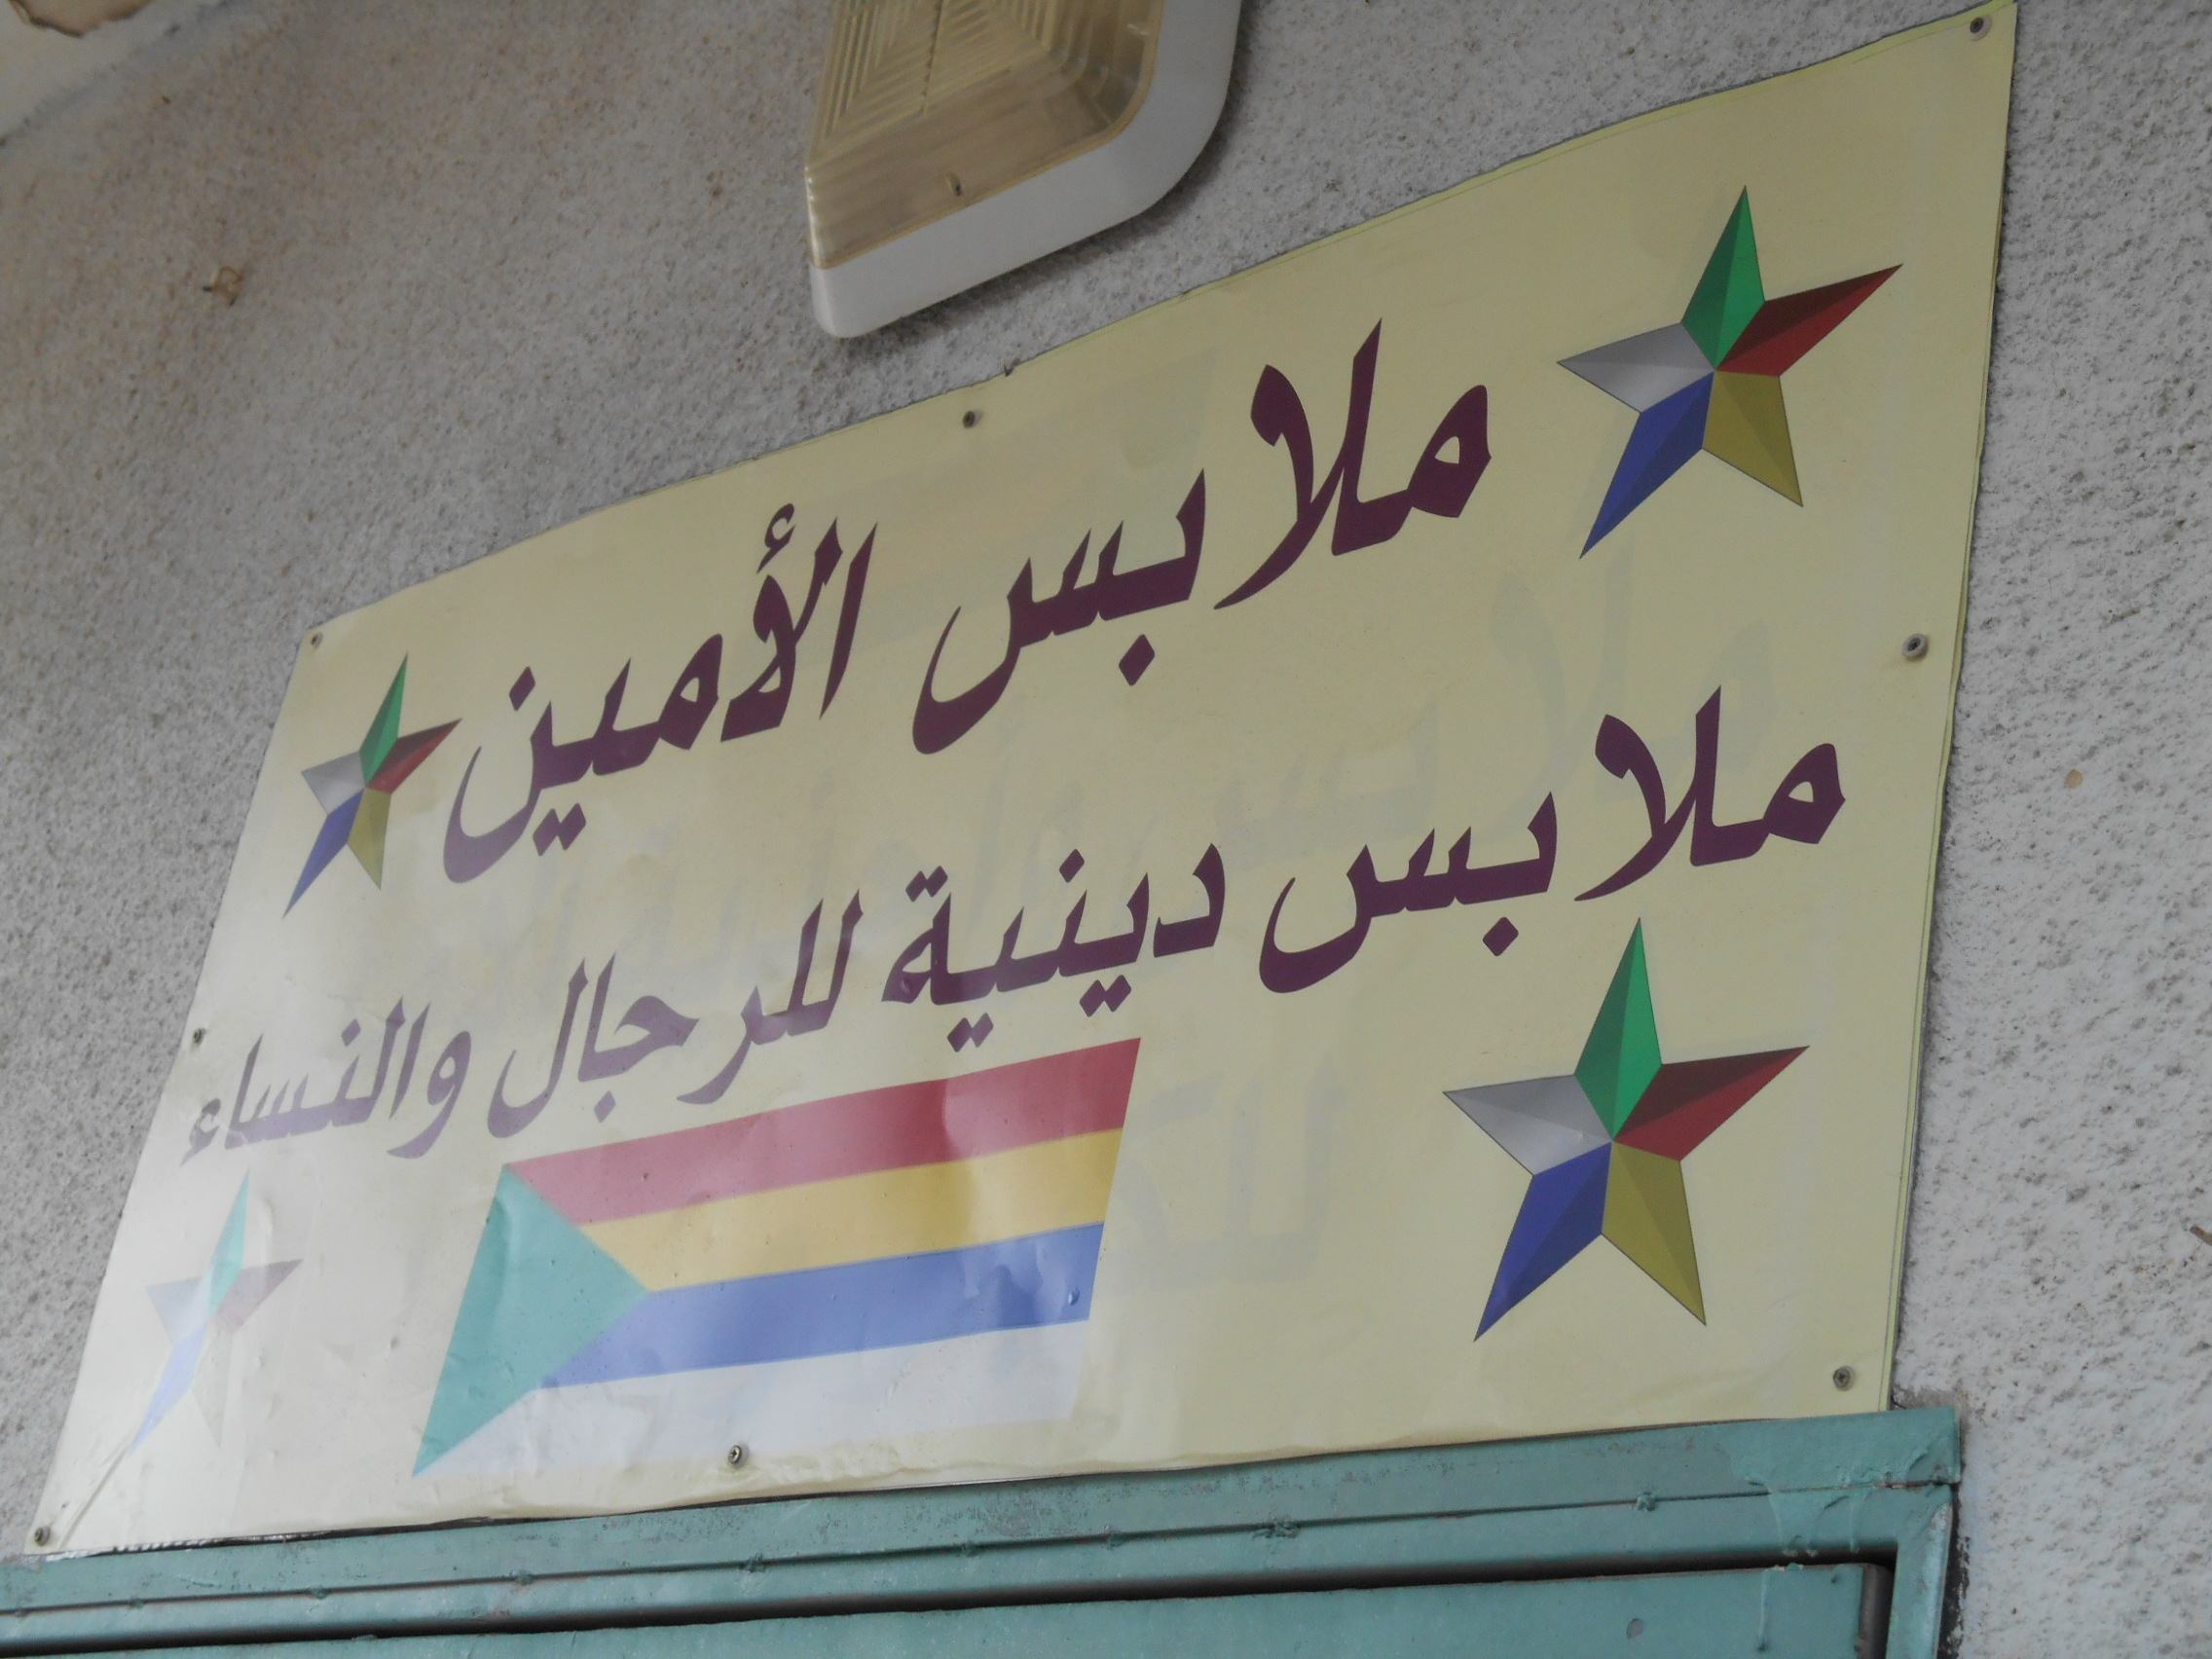 ملابس الأمين
ملابس دينية للرجال والنساء